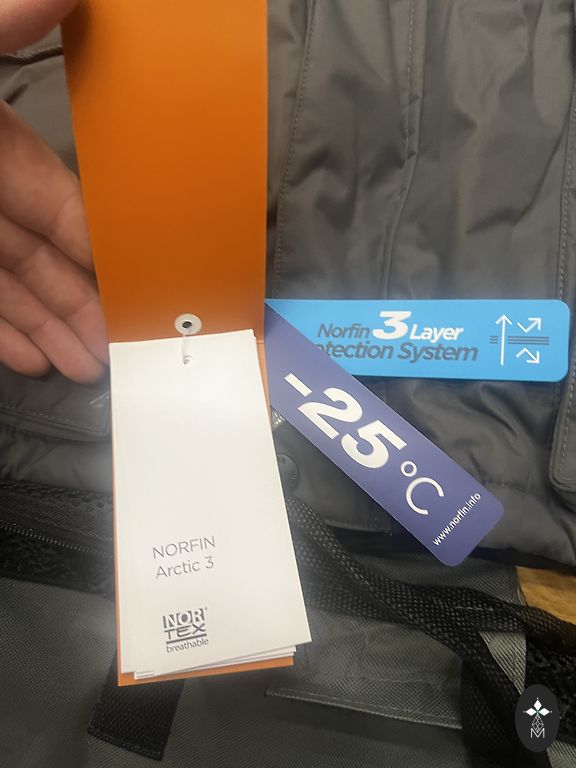 Norfin 3 Layer
otection System
-25°C
www.norfin.info
NORFIN
Arctic 3
NOR®
TEX
breathable
M